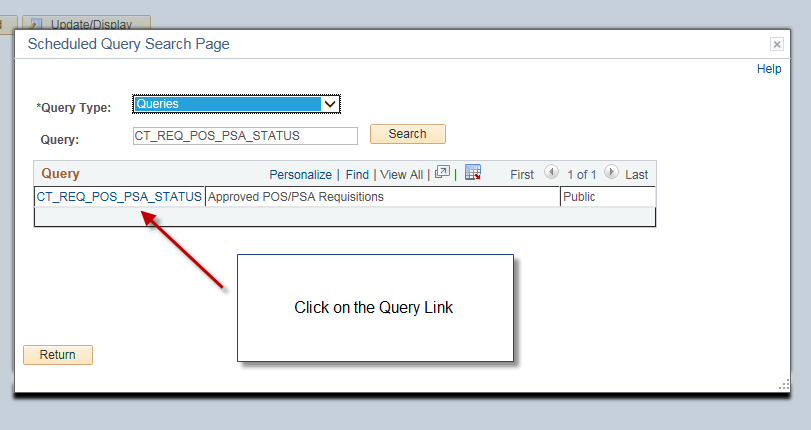 Update/Display
Scheduled Query Search Page
Help
*Query Type: Queries
Query: CT_REQ_POS_PSA_STATUS Search
Query Personalize | Find | View All | | First 1 of 1 Last
CT_REQ_POS_PSA_STATUS Approved POS/PSA Requisitions Public
Click on the Query Link
Return